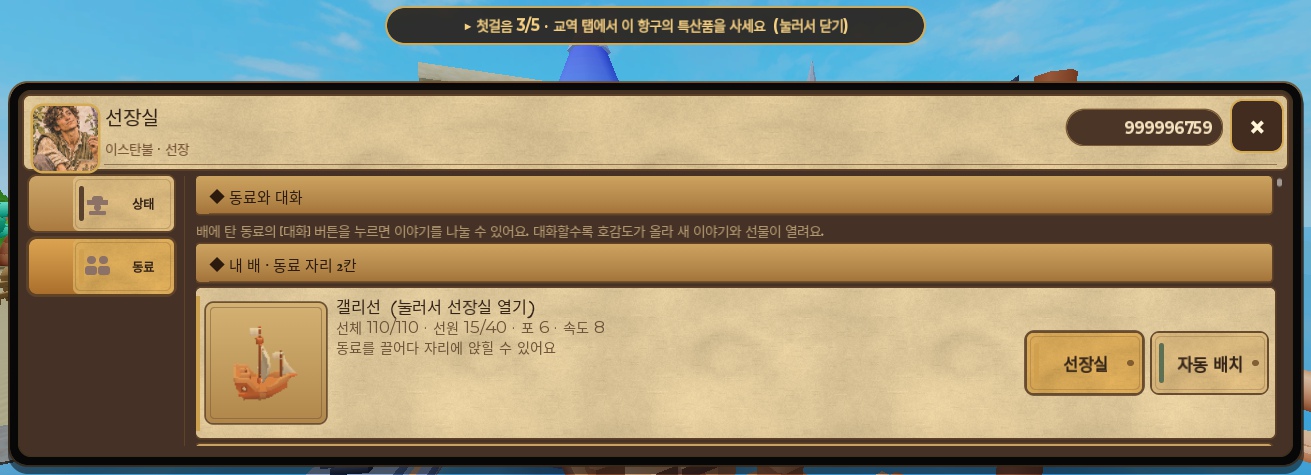 ▸ 첫걸음 3/5 · 교역 탭에서 이 항구의 특산품을 사세요 (눌러서 닫기)
선장실
이스탄불 · 선장
999996759
×
상태
동료
◆ 동료와 대화
배에 탄 동료의 [대화] 버튼을 누르면 이야기를 나눌 수 있어요. 대화할수록 호감도가 올라 새 이야기와 선물이 열려요.
◆ 내 배 · 동료 자리 2칸
갤리선 (눌러서 선장실 열기)
선체 110/110 · 선원 15/40 · 포 6 · 속도 8
동료를 끌어다 자리에 앉힐 수 있어요
선장실
자동 배치